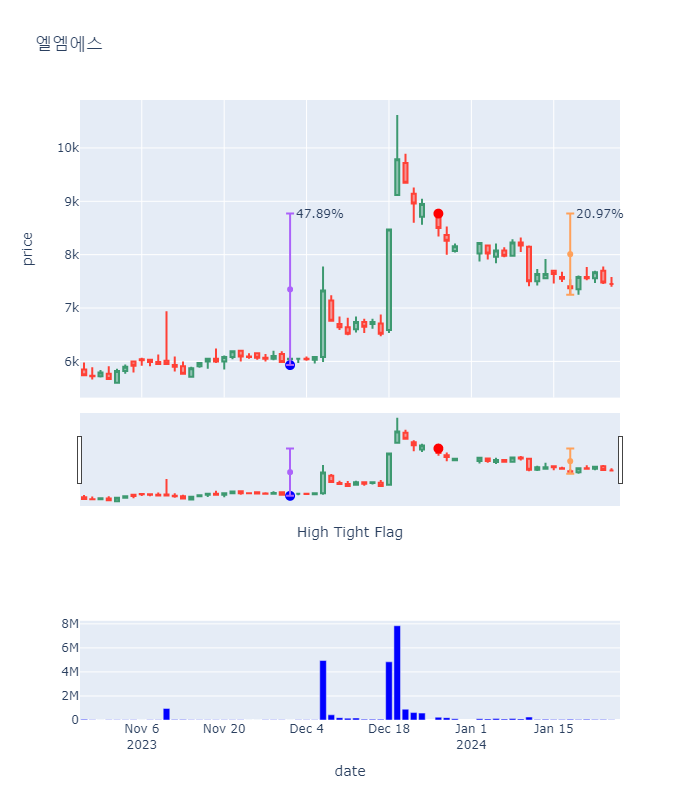 엘엠에스
10k
9k
8k
7k
6k
price
47.89%
20.97%
High Tight Flag
8M
6M
4M
2M
0
Nov 6
2023
Nov 20
Dec 4
Dec 18
Jan 1
2024
Jan 15
date